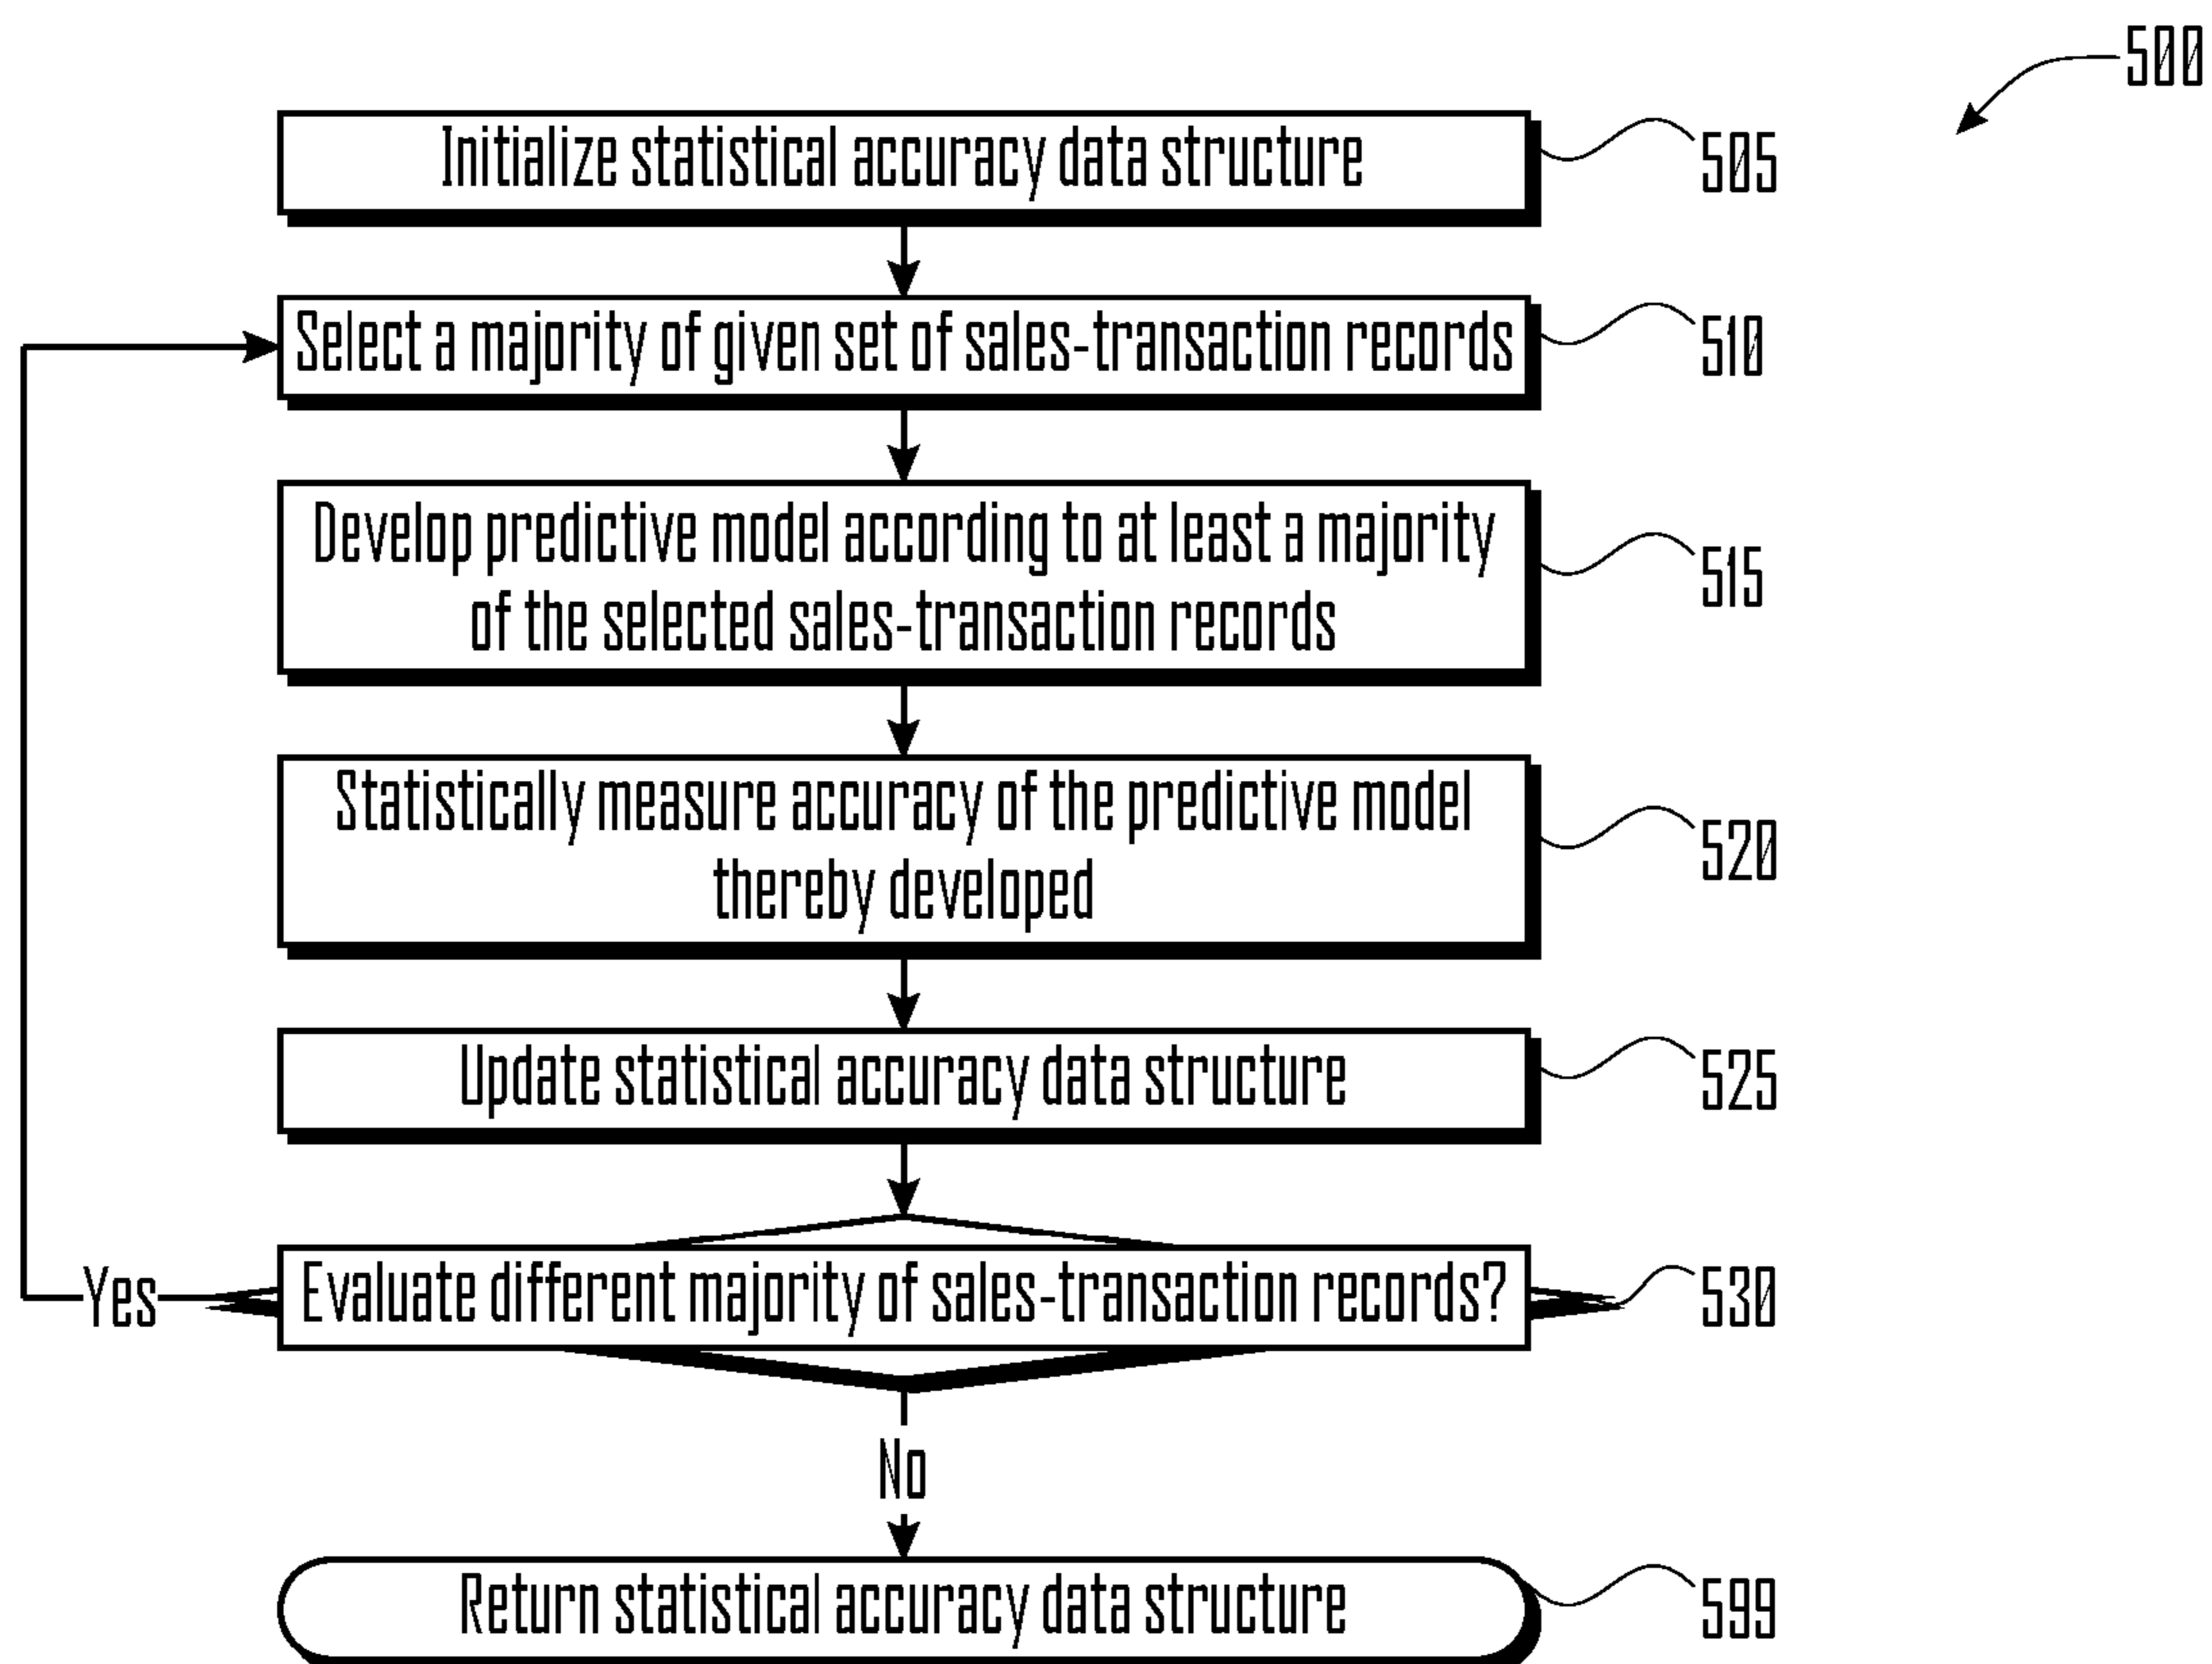 500
Initialize statistical accuracy data structure
505
Select a majority of given set of sales-transaction records
510
Develop predictive model according to at least a majority
of the selected sales-transaction records
515
Statistically measure accuracy of the predictive model
thereby developed
520
Update statistical accuracy data structure
525
Evaluate different majority of sales-transaction records?
530
Yes
No
Return statistical accuracy data structure
599